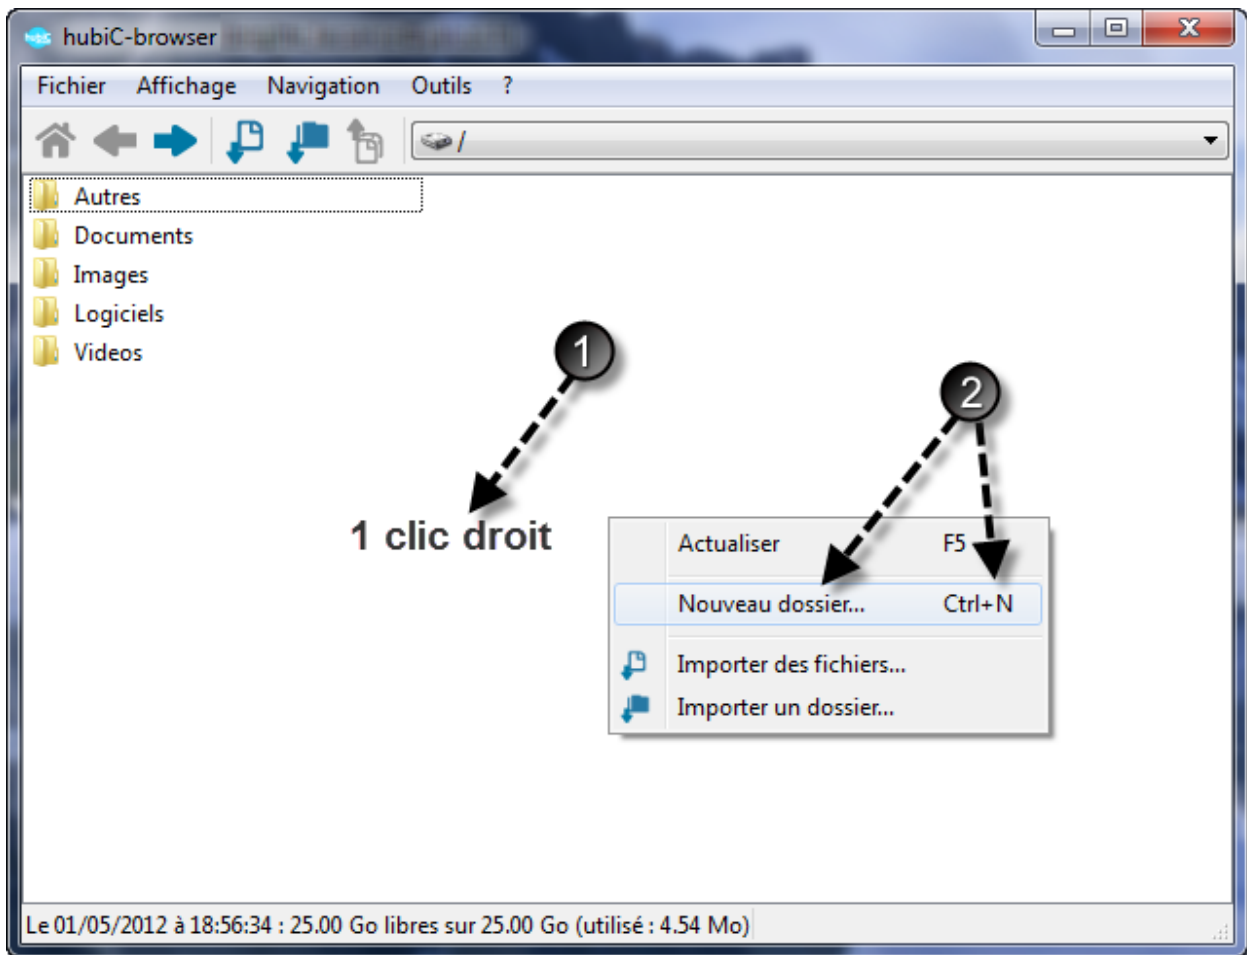 hubiC-browser
Fichier Affichage Navigation Outils ?
/
Autres
Documents
Images
Logiciels
Videos
1
2
1 clic droit
Actualiser F5
Nouveau dossier... Ctrl+N
Importer des fichiers...
Importer un dossier...
Le 01/05/2012 à 18:56:34 : 25.00 Go libres sur 25.00 Go (utilisé : 4.54 Mo)